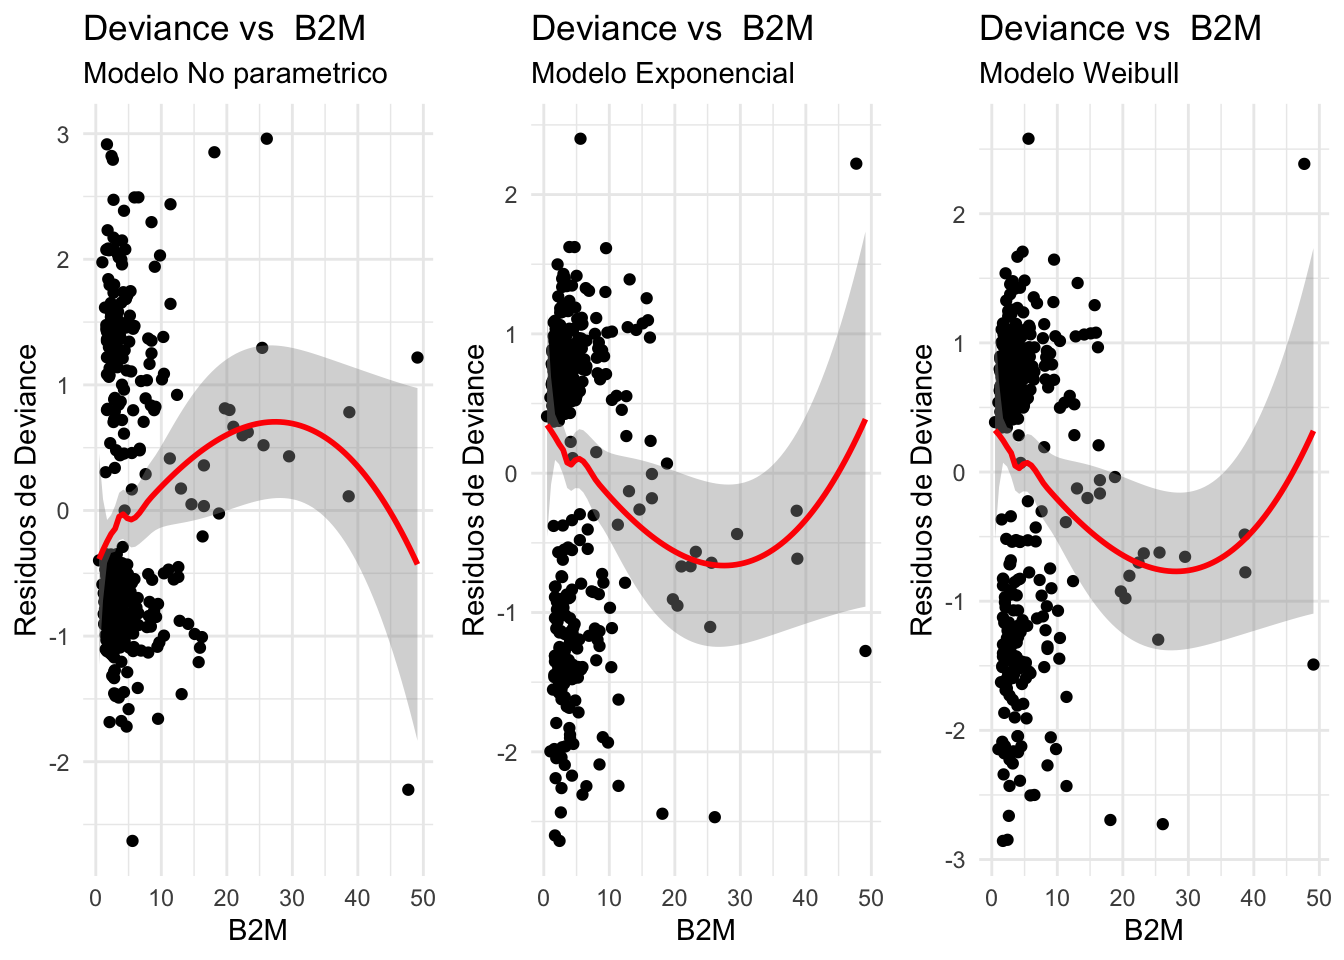 Deviance vs  B2M
Modelo No parametrico
3
2
1
0
-1
-2
Residuos de Deviance
0 10 20 30 40 50
B2M
Deviance vs  B2M
Modelo Exponencial
2
1
0
-1
-2
Residuos de Deviance
0 10 20 30 40 50
B2M
Deviance vs  B2M
Modelo Weibull
2
1
0
-1
-2
-3
Residuos de Deviance
0 10 20 30 40 50
B2M